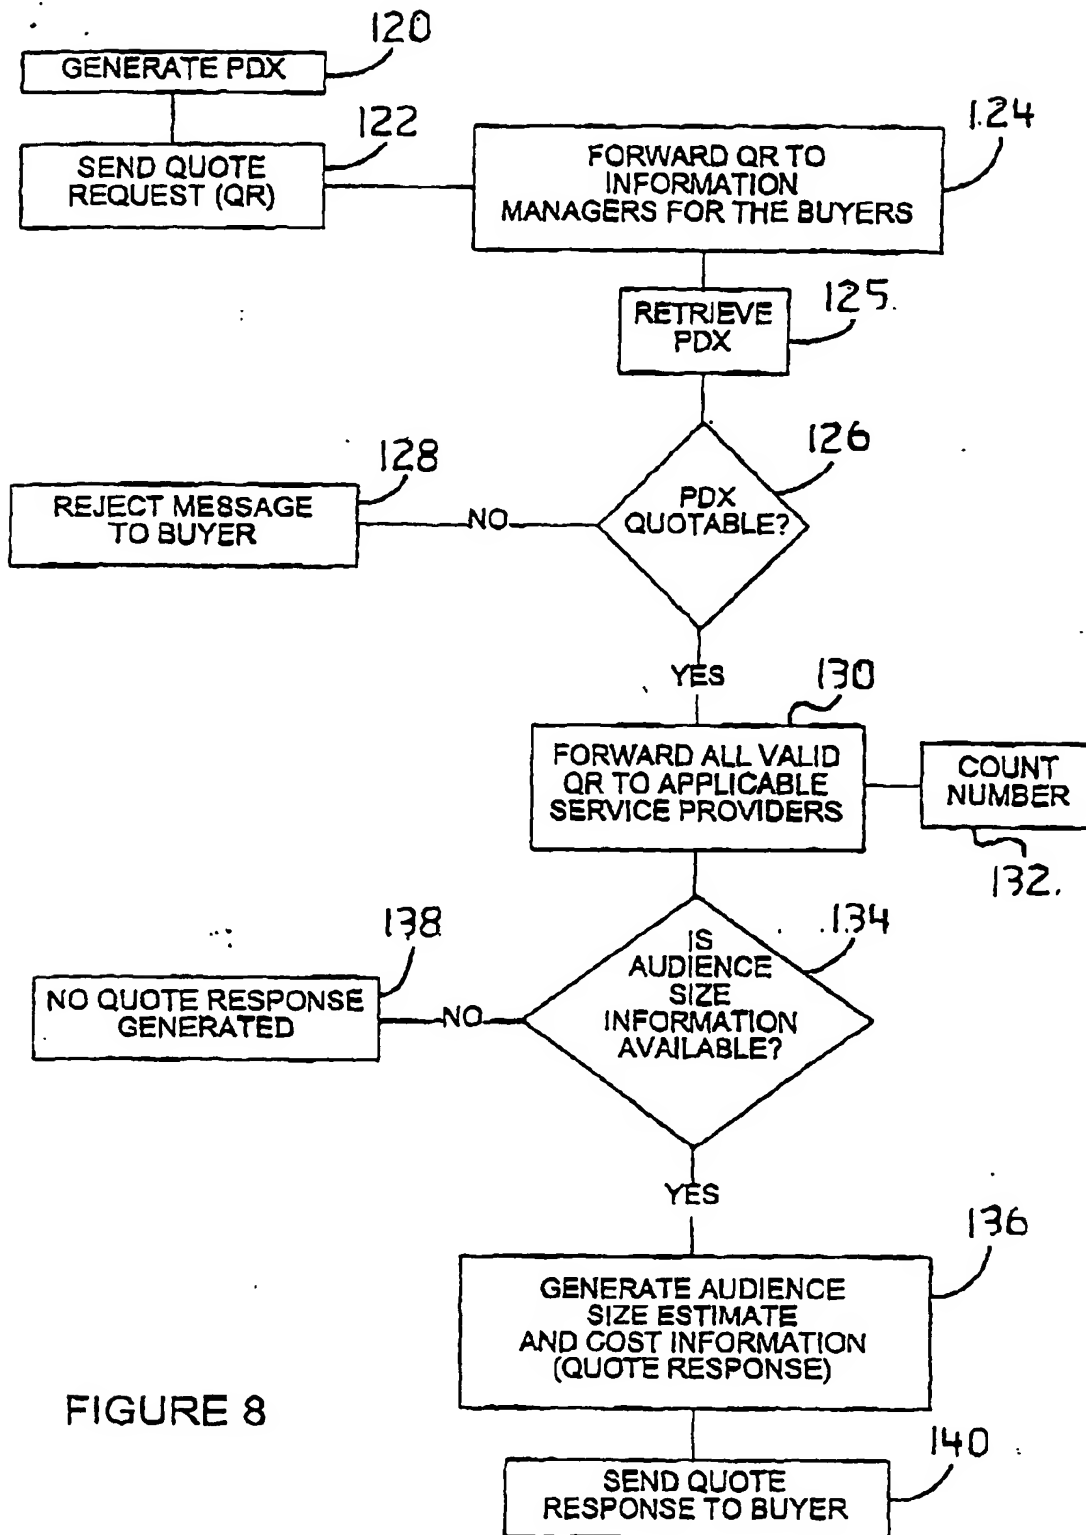 120
GENERATE PDX
122
SEND QUOTE
REQUEST (QR)
124
FORWARD QR TO
INFORMATION
MANAGERS FOR THE BUYERS
125
RETRIEVE
PDX
126
PDX
QUOTABLE?
128
REJECT MESSAGE
TO BUYER
NO
YES
130
FORWARD ALL VALID
QR TO APPLICABLE
SERVICE PROVIDERS
COUNT
NUMBER
132
134
IS
AUDIENCE
SIZE
INFORMATION
AVAILABLE?
138
NO QUOTE RESPONSE
GENERATED
NO
YES
136
GENERATE AUDIENCE
SIZE ESTIMATE
AND COST INFORMATION
(QUOTE RESPONSE)
FIGURE 8
140
SEND QUOTE
RESPONSE TO BUYER